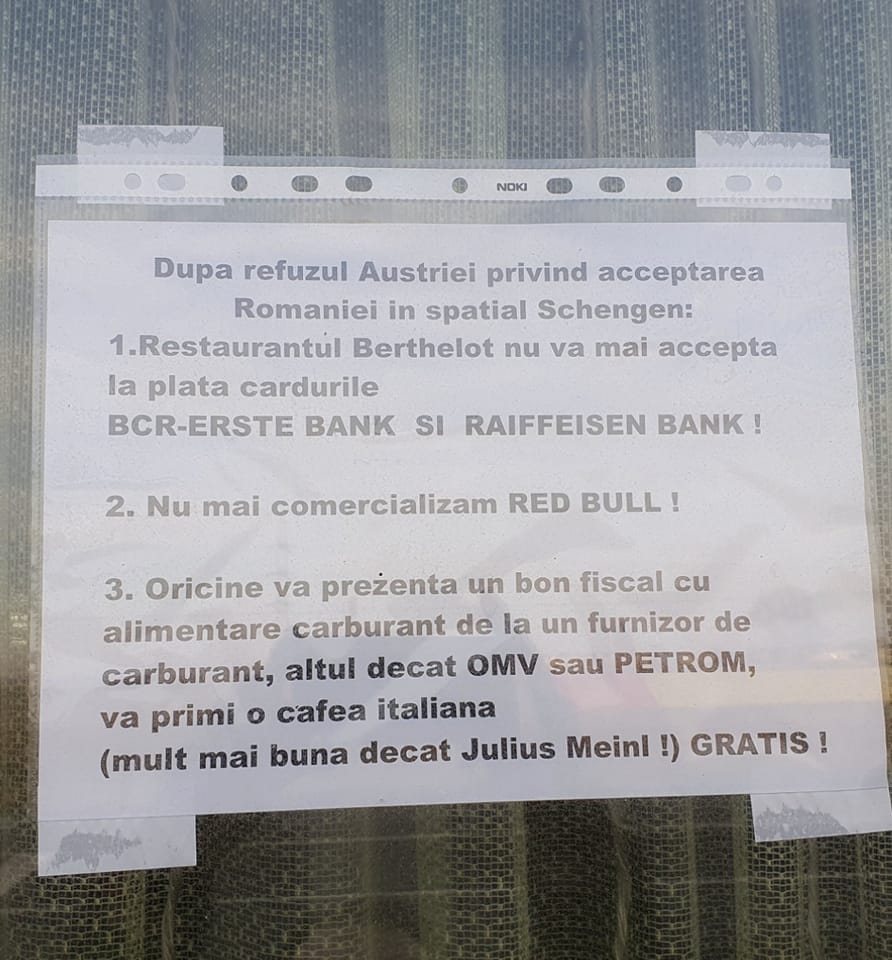 NOKI
Dupa refuzul Austriei privind acceptarea
Romaniei in spatial Schengen:
1.Restaurantul Berthelot nu va mai accepta
la plata cardurile
BCR-ERSTE BANK SI RAIFFEISEN BANK !
2. Nu mai comercializam RED BULL !
3. Oricine va prezenta un bon fiscal cu
alimentare carburant de la un furnizor de
carburant, altul decat OMV sau PETROM,
va primi o cafea italiana
(mult mai buna decat Julius Meinl !) GRATIS !